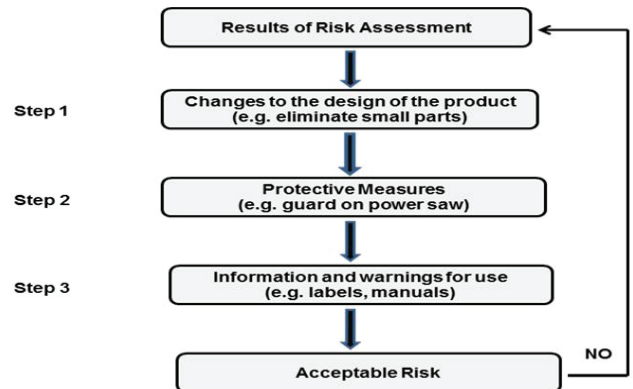 Results of Risk Assessment
Step 1
Changes to the design of the product
(e.g. eliminate small parts)
Step 2
Protective Measures
(e.g. guard on power saw)
Step 3
Information and warnings for use
(e.g. labels, manuals)
NO
Acceptable Risk